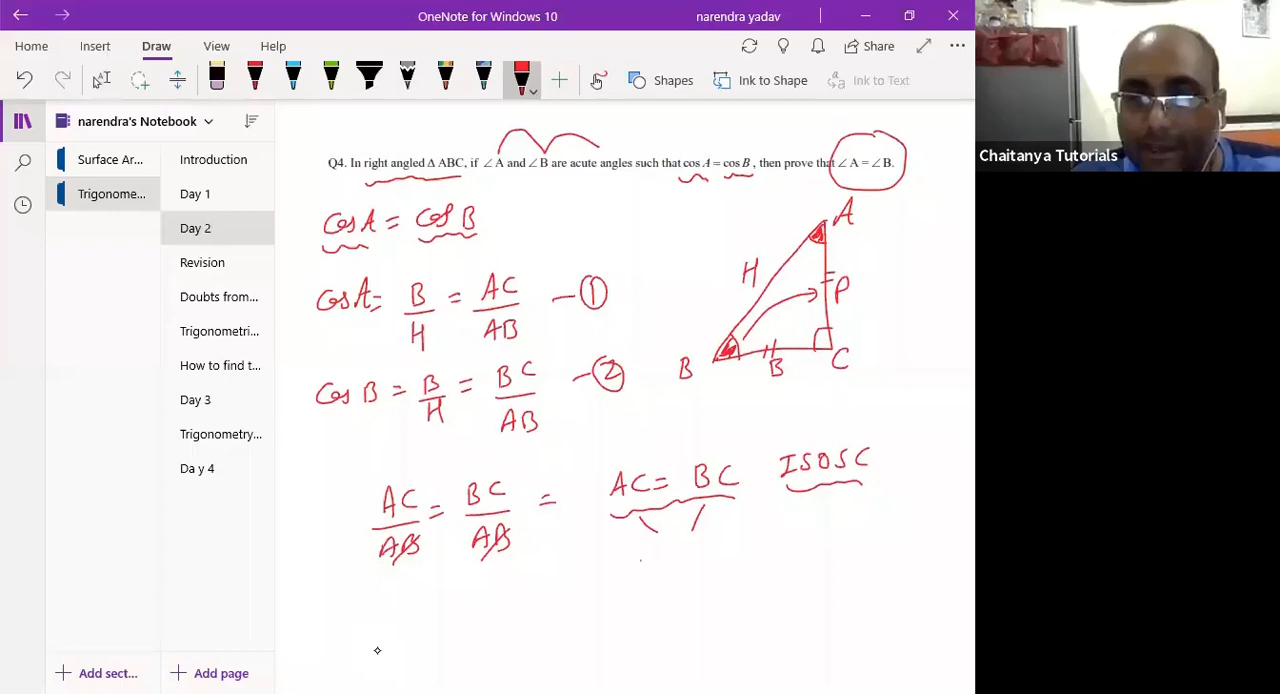 OneNote for Windows 10
narendra yadav
Home Insert Draw View Help
Share
Shapes
Ink to Shape
Ink to Text
narendra's Notebook
Surface Ar...
Trigonome...
Introduction
Day 1
Day 2
Revision
Doubts from...
Trigonometri...
How to find t...
Day 3
Trigonometry...
Da y 4
Add sect...
Add page
Q4. In right angled Δ ABC, if ∠A and ∠B are acute angles such that cos A = cos B, then prove that ∠A = ∠B.
Cos A = Cos B
Cos A = B/H = AC/AB — ①
Cos B = B/H = BC/AB — ②
AC/AB = BC/AB = AC = BC ISOSC
A
H
P
B
B
C
Chaitanya Tutorials